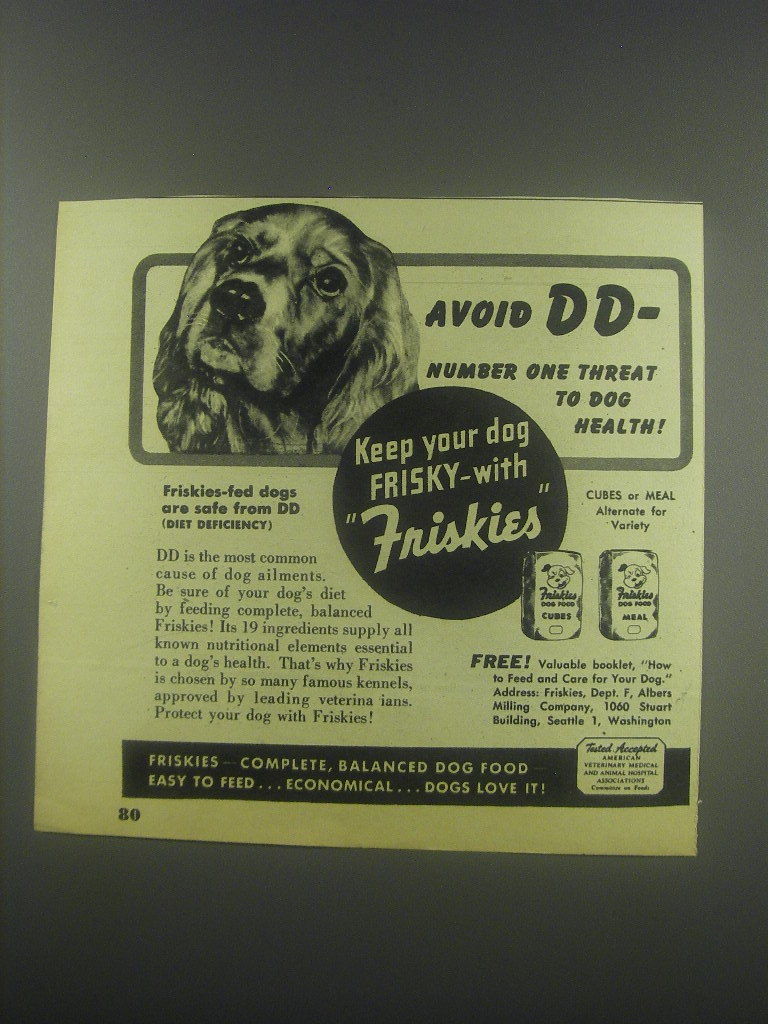 AVOID DD-
NUMBER ONE THREAT
TO DOG
HEALTH!
Keep your dog
FRISKY-with
"Friskies"
Friskies-fed dogs
are safe from DD
(DIET DEFICIENCY)
DD is the most common
cause of dog ailments.
Be sure of your dog's diet
by feeding complete, balanced
Friskies! Its 19 ingredients supply all
known nutritional elements essential
to a dog's health. That's why Friskies
is chosen by so many famous kennels,
approved by leading veterina ians.
Protect your dog with Friskies!
CUBES or MEAL
Alternate for
Variety
Friskies
DOG FOOD
CUBES
Friskies
DOG FOOD
MEAL
FREE! Valuable booklet, "How
to Feed and Care for Your Dog."
Address: Friskies, Dept. F, Albers
Milling Company, 1060 Stuart
Building, Seattle 1, Washington
FRISKIES—COMPLETE, BALANCED DOG FOOD—
EASY TO FEED...ECONOMICAL...DOGS LOVE IT!
Tested Accepted
AMERICAN
VETERINARY MEDICAL
AND ANIMAL HOSPITAL
ASSOCIATIONS
Committee on Foods
80